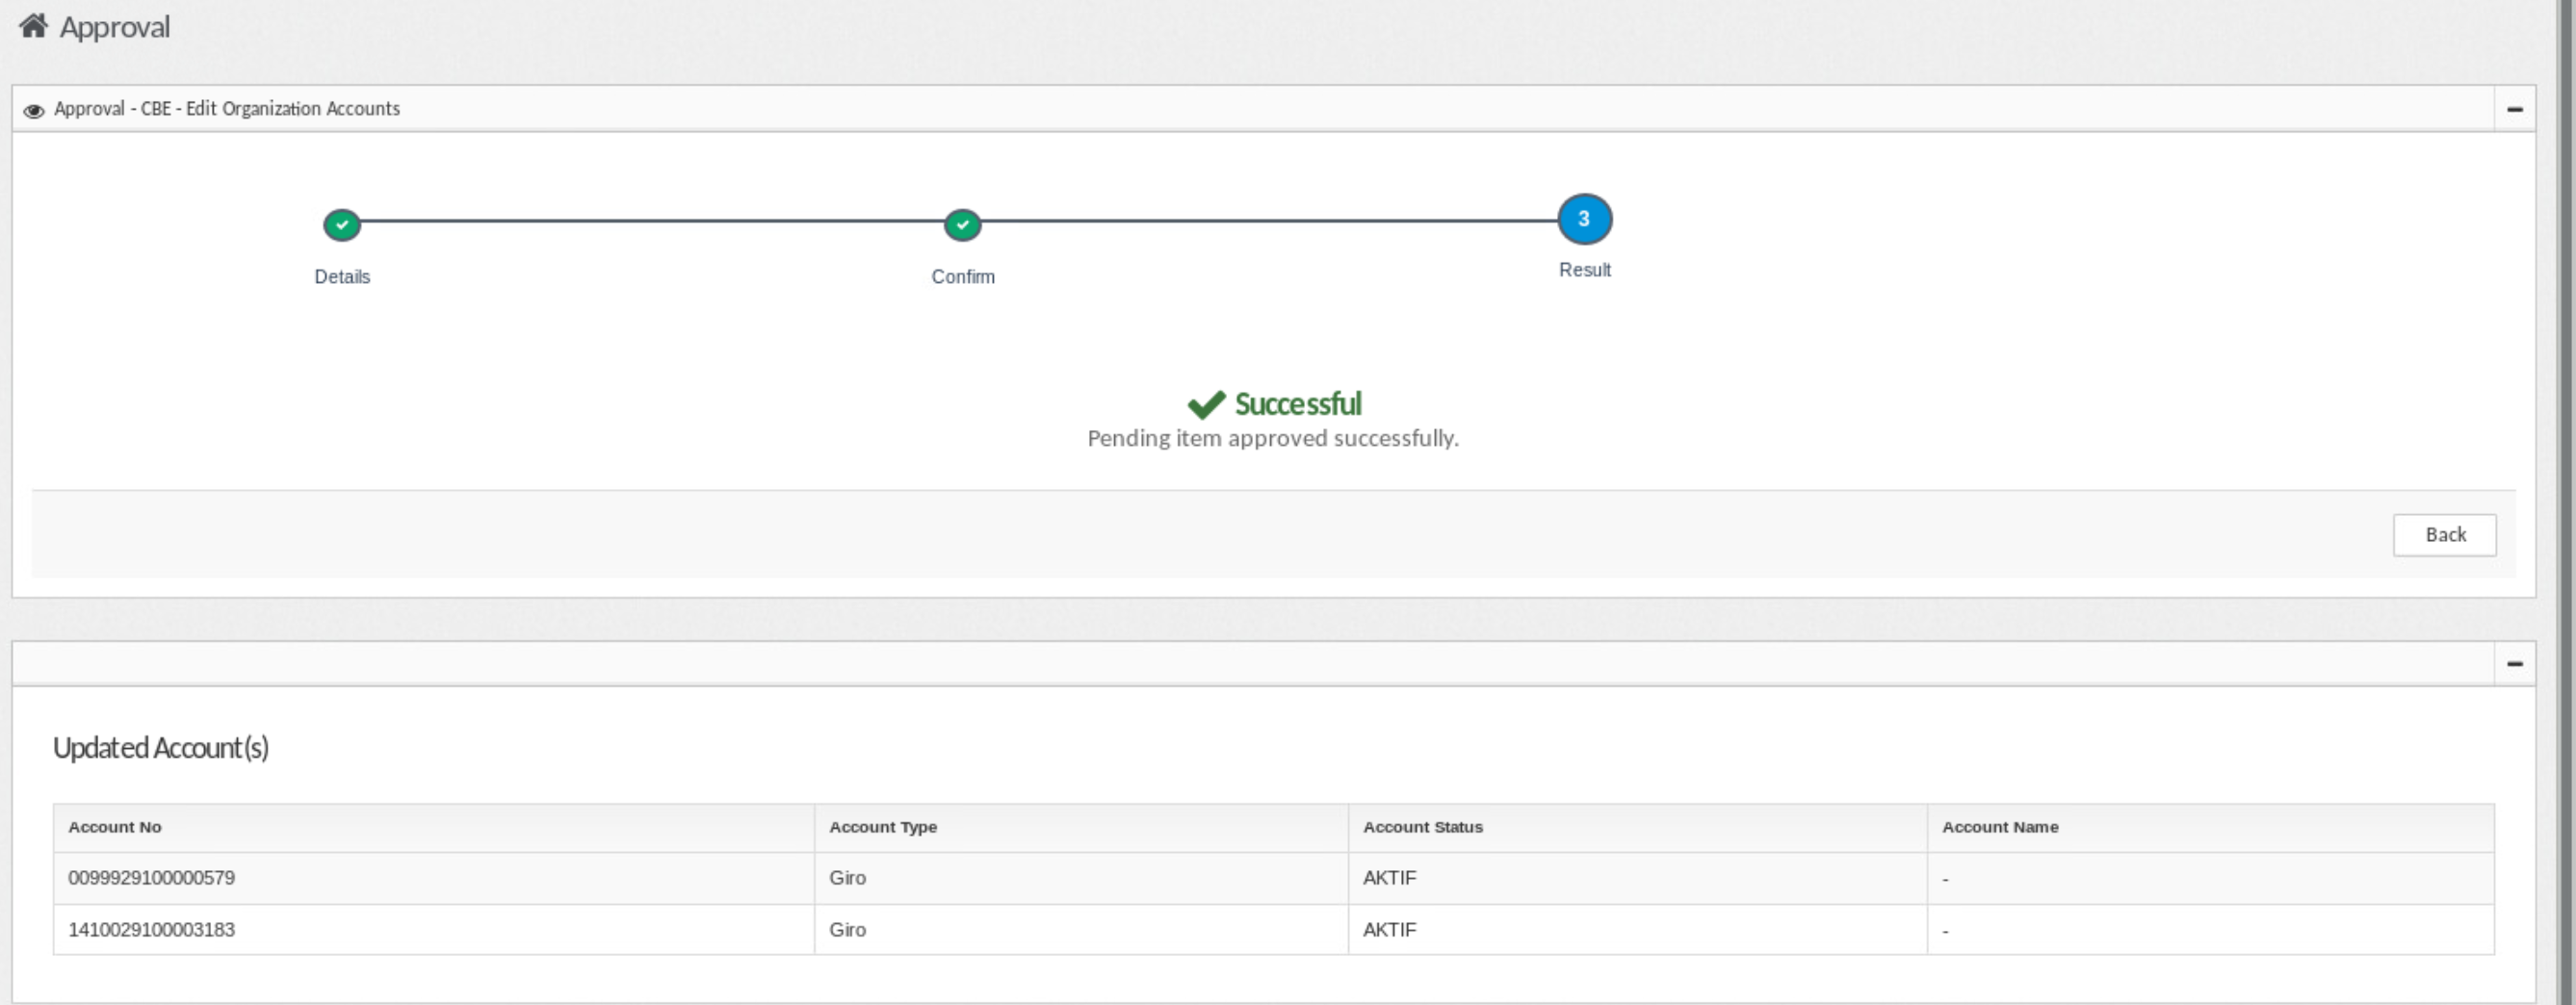 Approval
Approval - CBE - Edit Organization Accounts
3
Details
Confirm
Result
Successful
Pending item approved successfully.
Back
Updated Account(s)
Account No Account Type Account Status Account Name
0099929100000579 Giro AKTIF -
1410029100003183 Giro AKTIF -